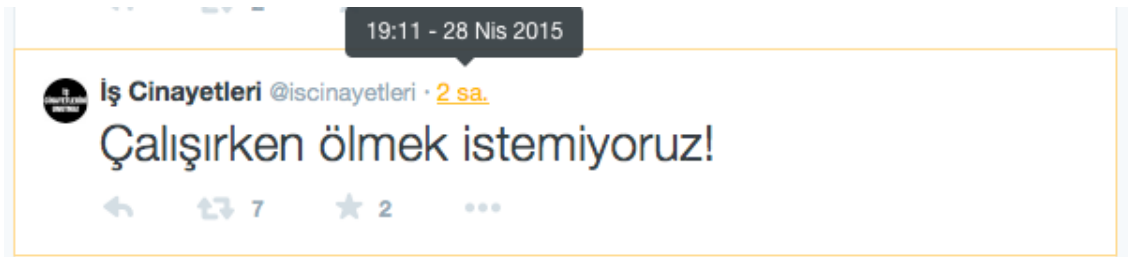 19:11 - 28 Nis 2015
İş Cinayetleri @iscinayetleri · 2 sa.
Çalışırken ölmek istemiyoruz!
7 2